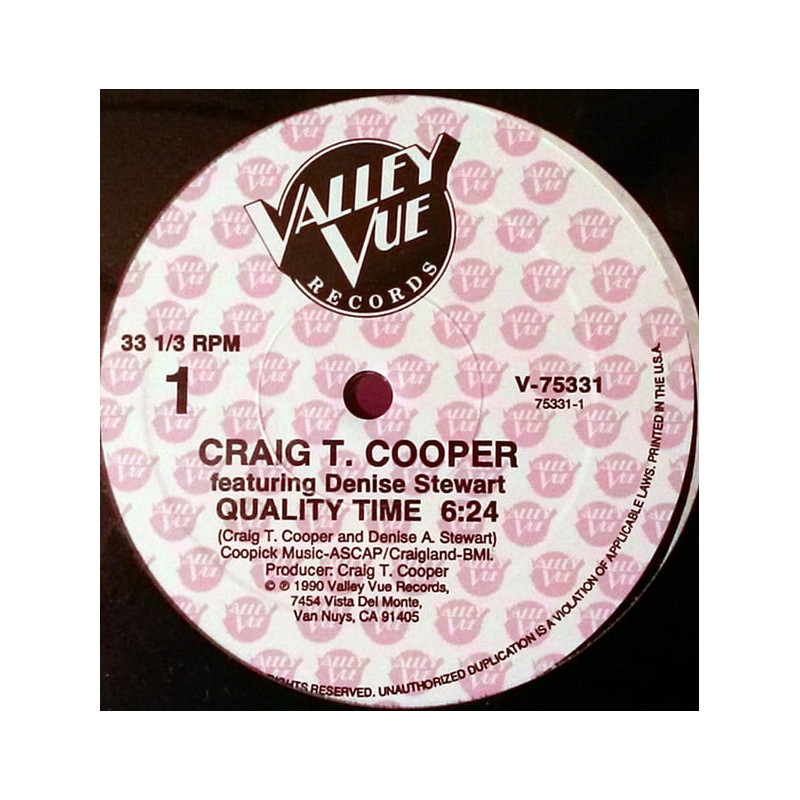 VALLEY
VUE
RECORDS
33 1/3 RPM
1
V-75331
75331-1
CRAIG T. COOPER
featuring Denise Stewart
QUALITY TIME 6:24
(Craig T. Cooper and Denise A. Stewart)
Coopick Music-ASCAP/Craigland-BMI.
Producer: Craig T. Cooper
© ℗ 1990 Valley Vue Records,
7454 Vista Del Monte,
Van Nuys, CA 91405
RIGHTS RESERVED. UNAUTHORIZED DUPLICATION IS A VIOLATION OF APPLICABLE LAWS. PRINTED IN THE U.S.A.